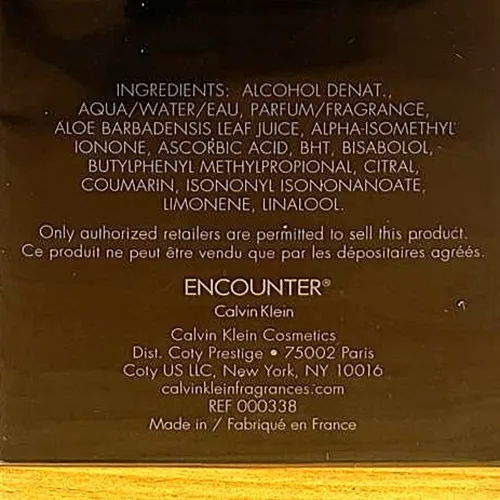 INGREDIENTS: ALCOHOL DENAT.,
AQUA/WATER/EAU, PARFUM/FRAGRANCE,
ALOE BARBADENSIS LEAF JUICE, ALPHA-ISOMETHYL
IONONE, ASCORBIC ACID, BHT, BISABOLOL,
BUTYLPHENYL METHYLPROPIONAL, CITRAL,
COUMARIN, ISONONYL ISONONANOATE,
LIMONENE, LINALOOL.
Only authorized retailers are permitted to sell this product.
Ce produit ne peut être vendu que par les dépositaires agréés.
ENCOUNTER®
Calvin Klein
Calvin Klein Cosmetics
Dist. Coty Prestige • 75002 Paris
Coty US LLC, New York, NY 10016
calvinkleinfragrances.com
REF 000338
Made in / Fabriqué en France